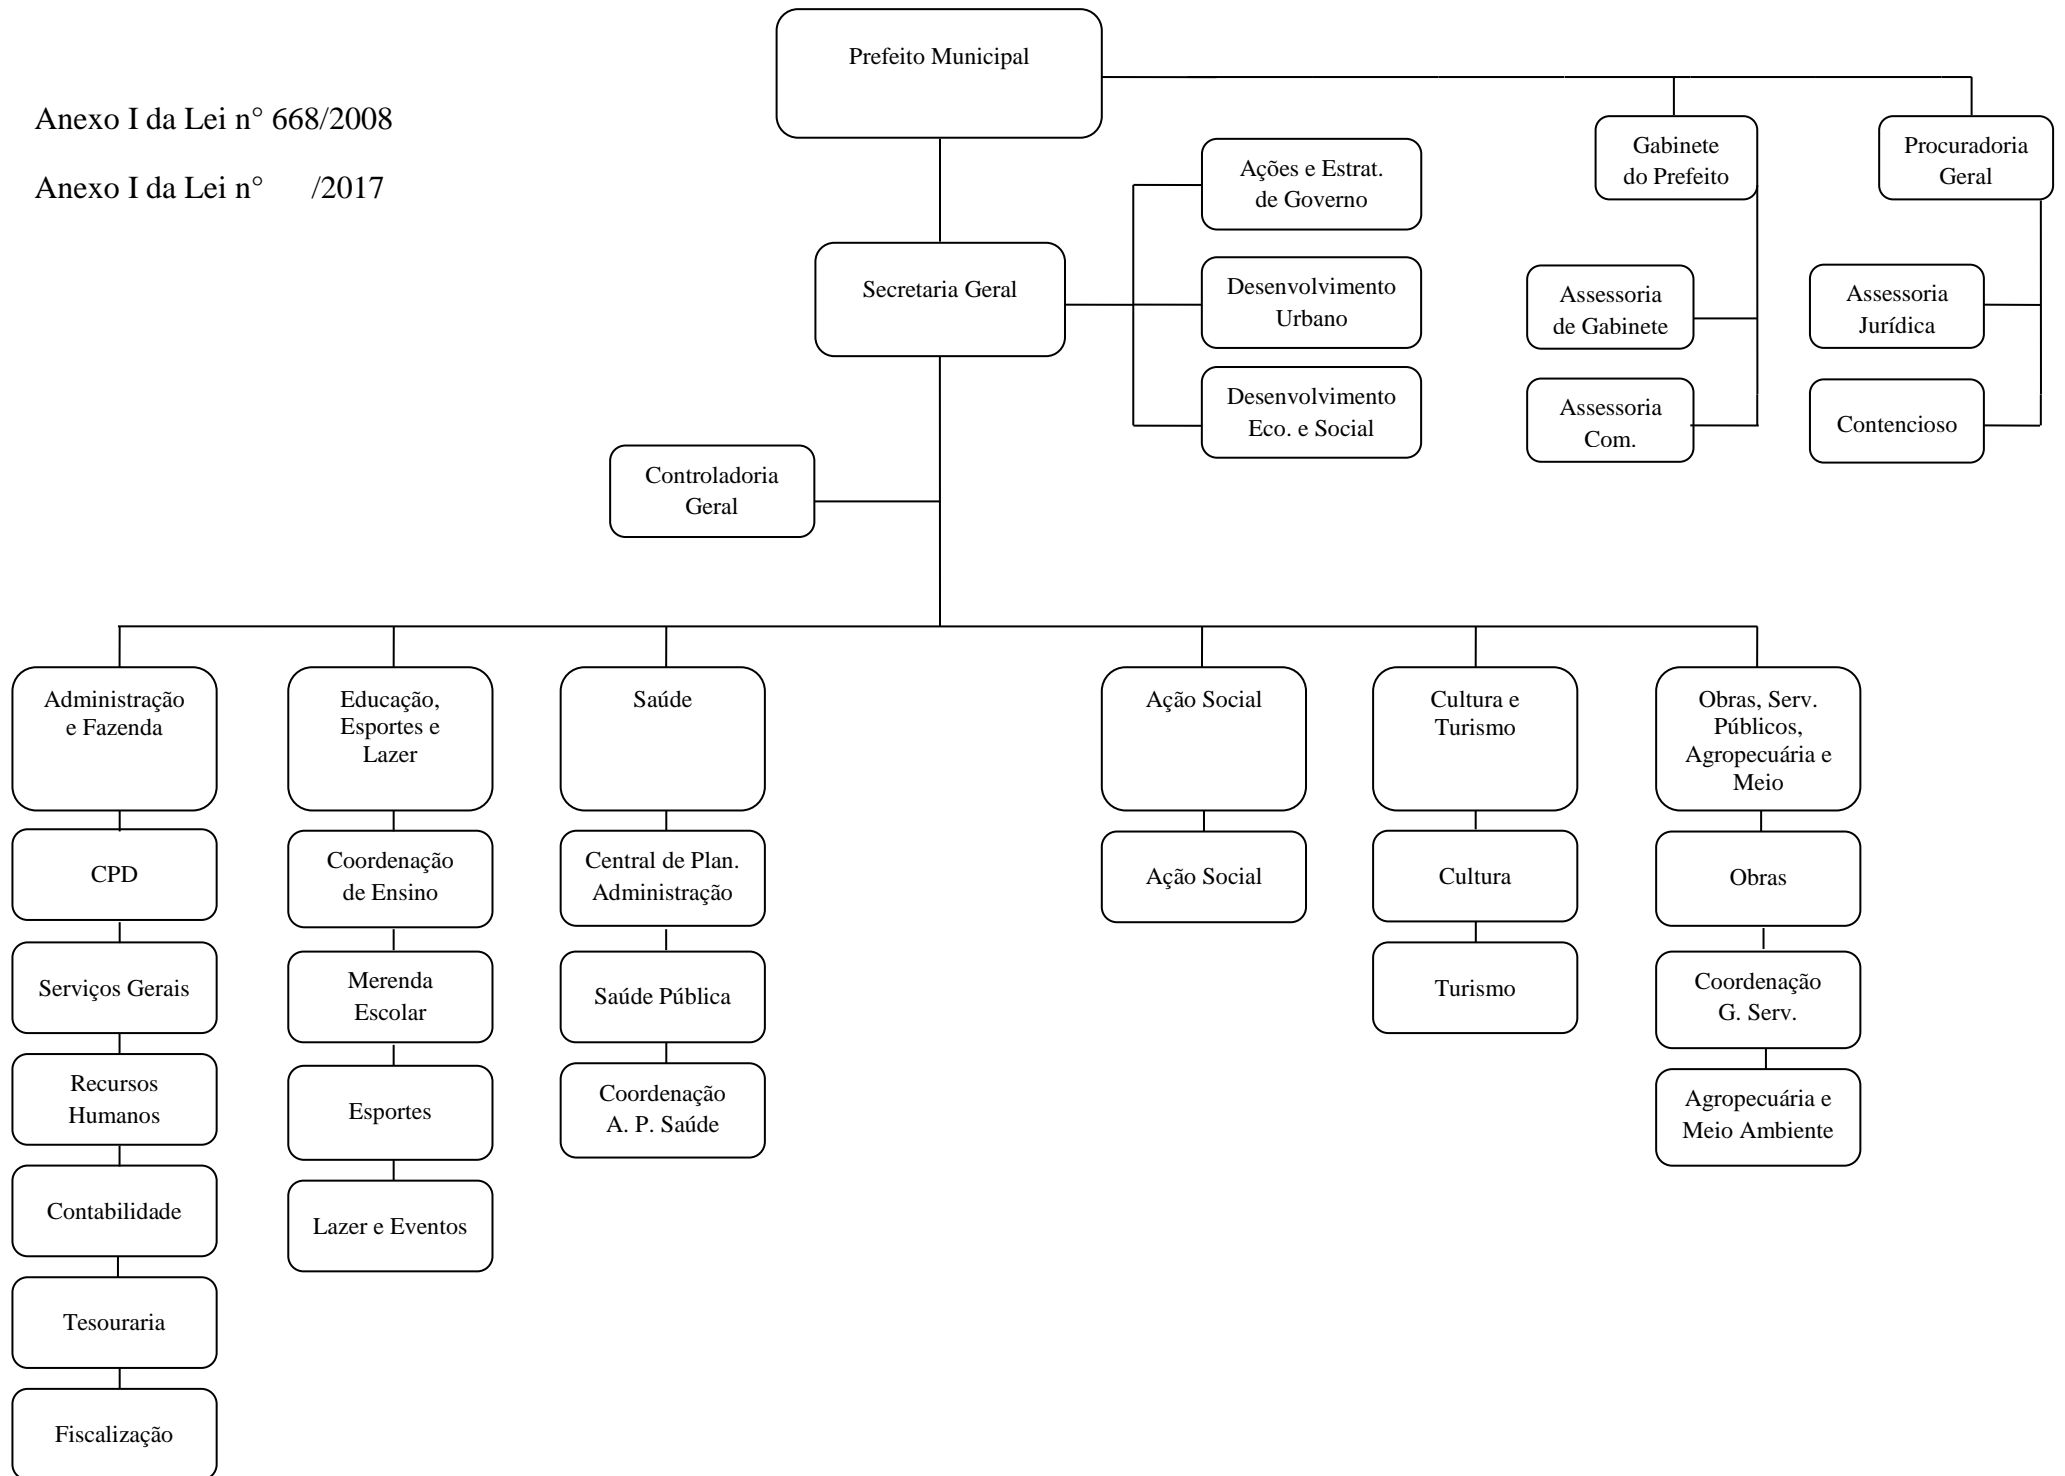 Prefeito Municipal
Anexo I da Lei n° 668/2008
Anexo I da Lei n° /2017
Gabinete
do Prefeito
Procuradoria
Geral
Ações e Estrat.
de Governo
Secretaria Geral
Desenvolvimento
Urbano
Assessoria
de Gabinete
Assessoria
Jurídica
Desenvolvimento
Eco. e Social
Assessoria
Com.
Contencioso
Controladoria
Geral
Administração
e Fazenda
Educação,
Esportes e
Lazer
Saúde
Ação Social
Cultura e
Turismo
Obras, Serv.
Públicos,
Agropecuária e
Meio
CPD
Coordenação
de Ensino
Central de Plan.
Administração
Ação Social
Cultura
Obras
Serviços Gerais
Merenda
Escolar
Saúde Pública
Turismo
Coordenação
G. Serv.
Recursos
Humanos
Esportes
Coordenação
A. P. Saúde
Agropecuária e
Meio Ambiente
Contabilidade
Lazer e Eventos
Tesouraria
Fiscalização